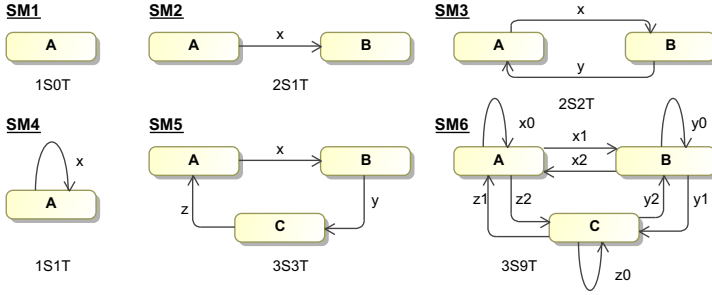 SM1
A
1S0T
SM2
A
x
B
2S1T
SM3
x
A
B
y
2S2T
SM4
x
A
1S1T
SM5
A
x
B
z
y
C
3S3T
SM6
x0
y0
x1
A
x2
B
z1
z2
y2
y1
C
3S9T
z0